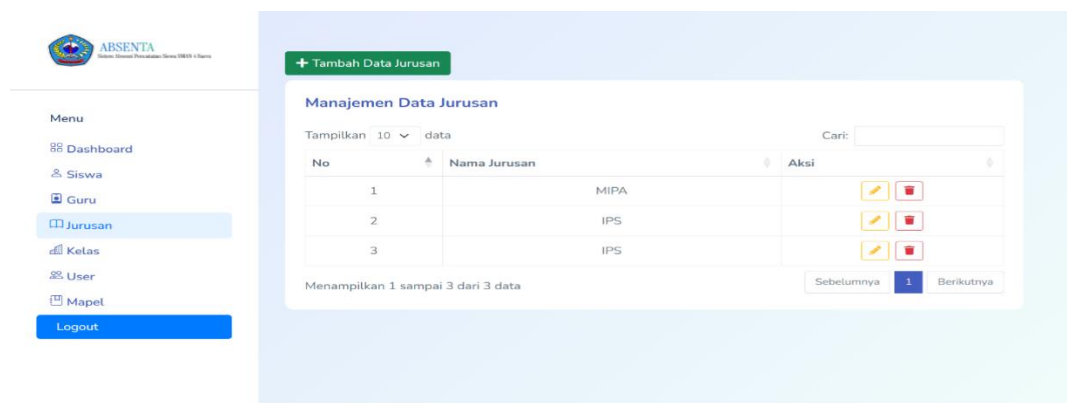 ABSENTA
+ Tambah Data Jurusan
Manajemen Data Jurusan
Menu
Tampilkan 10 data
Cari:
Dashboard
No Nama Jurusan Aksi
Siswa
1 MIPA
Guru
2 IPS
Jurusan
3 IPS
Kelas
User
Menampilkan 1 sampai 3 dari 3 data
Sebelumnya 1 Berikutnya
Mapel
Logout